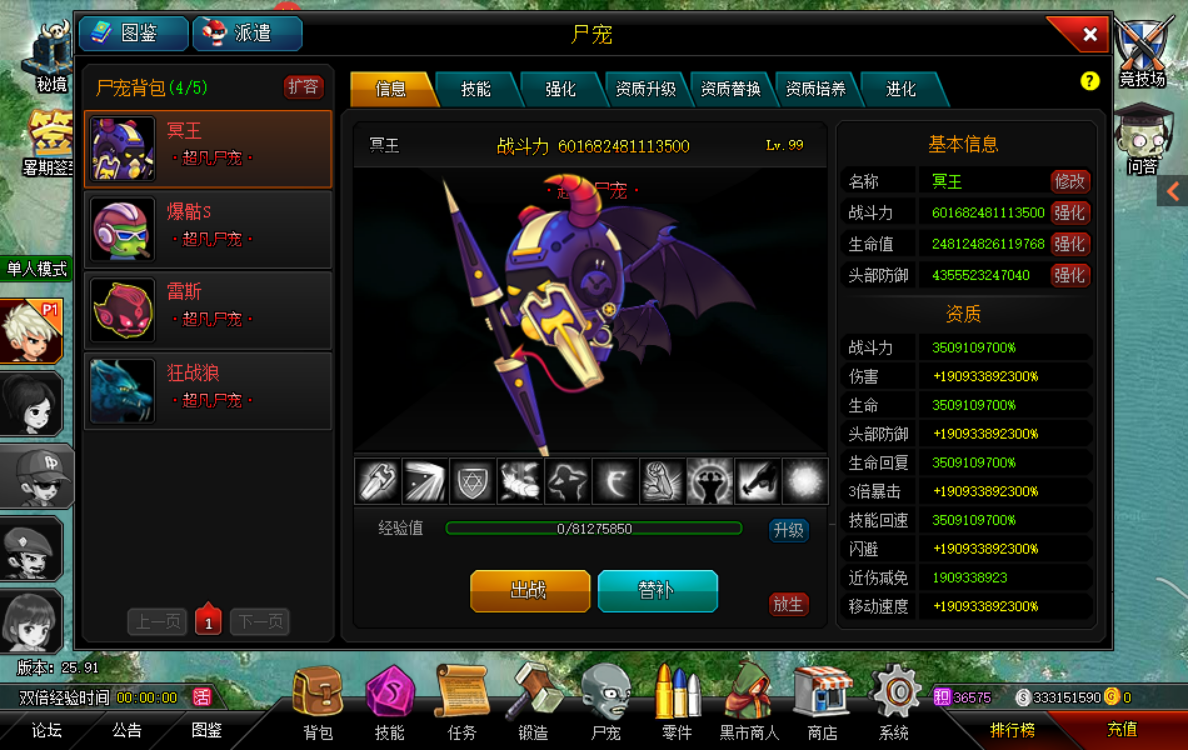 图鉴
派遣
尸宠
秘境
暑期签到
竞技场
问答
单人模式
P1
尸宠背包(4/5)
扩容
冥王
·超凡尸宠·
爆骷S
·超凡尸宠·
雷斯
·超凡尸宠·
狂战狼
·超凡尸宠·
上一页
1
下一页
信息
技能
强化
资质升级
资质替换
资质培养
进化
?
冥王
战斗力 601682481113500
Lv.99
·超凡尸宠·
经验值
0/81275850
升级
出战
替补
放生
基本信息
名称 冥王 修改
战斗力 601682481113500 强化
生命值 248124826119768 强化
头部防御 4355523247040 强化
资质
战斗力 3509109700%
伤害 +190933892300%
生命 3509109700%
头部防御 +190933892300%
生命回复 3509109700%
3倍暴击 +190933892300%
技能回速 3509109700%
闪避 +190933892300%
近伤减免 1909338923
移动速度 +190933892300%
版本: 25.91
双倍经验时间 00:00:00 活
积 36575
S 333151590
G 0
论坛
公告
图鉴
背包
技能
任务
锻造
尸宠
零件
黑市商人
商店
系统
排行榜
充值